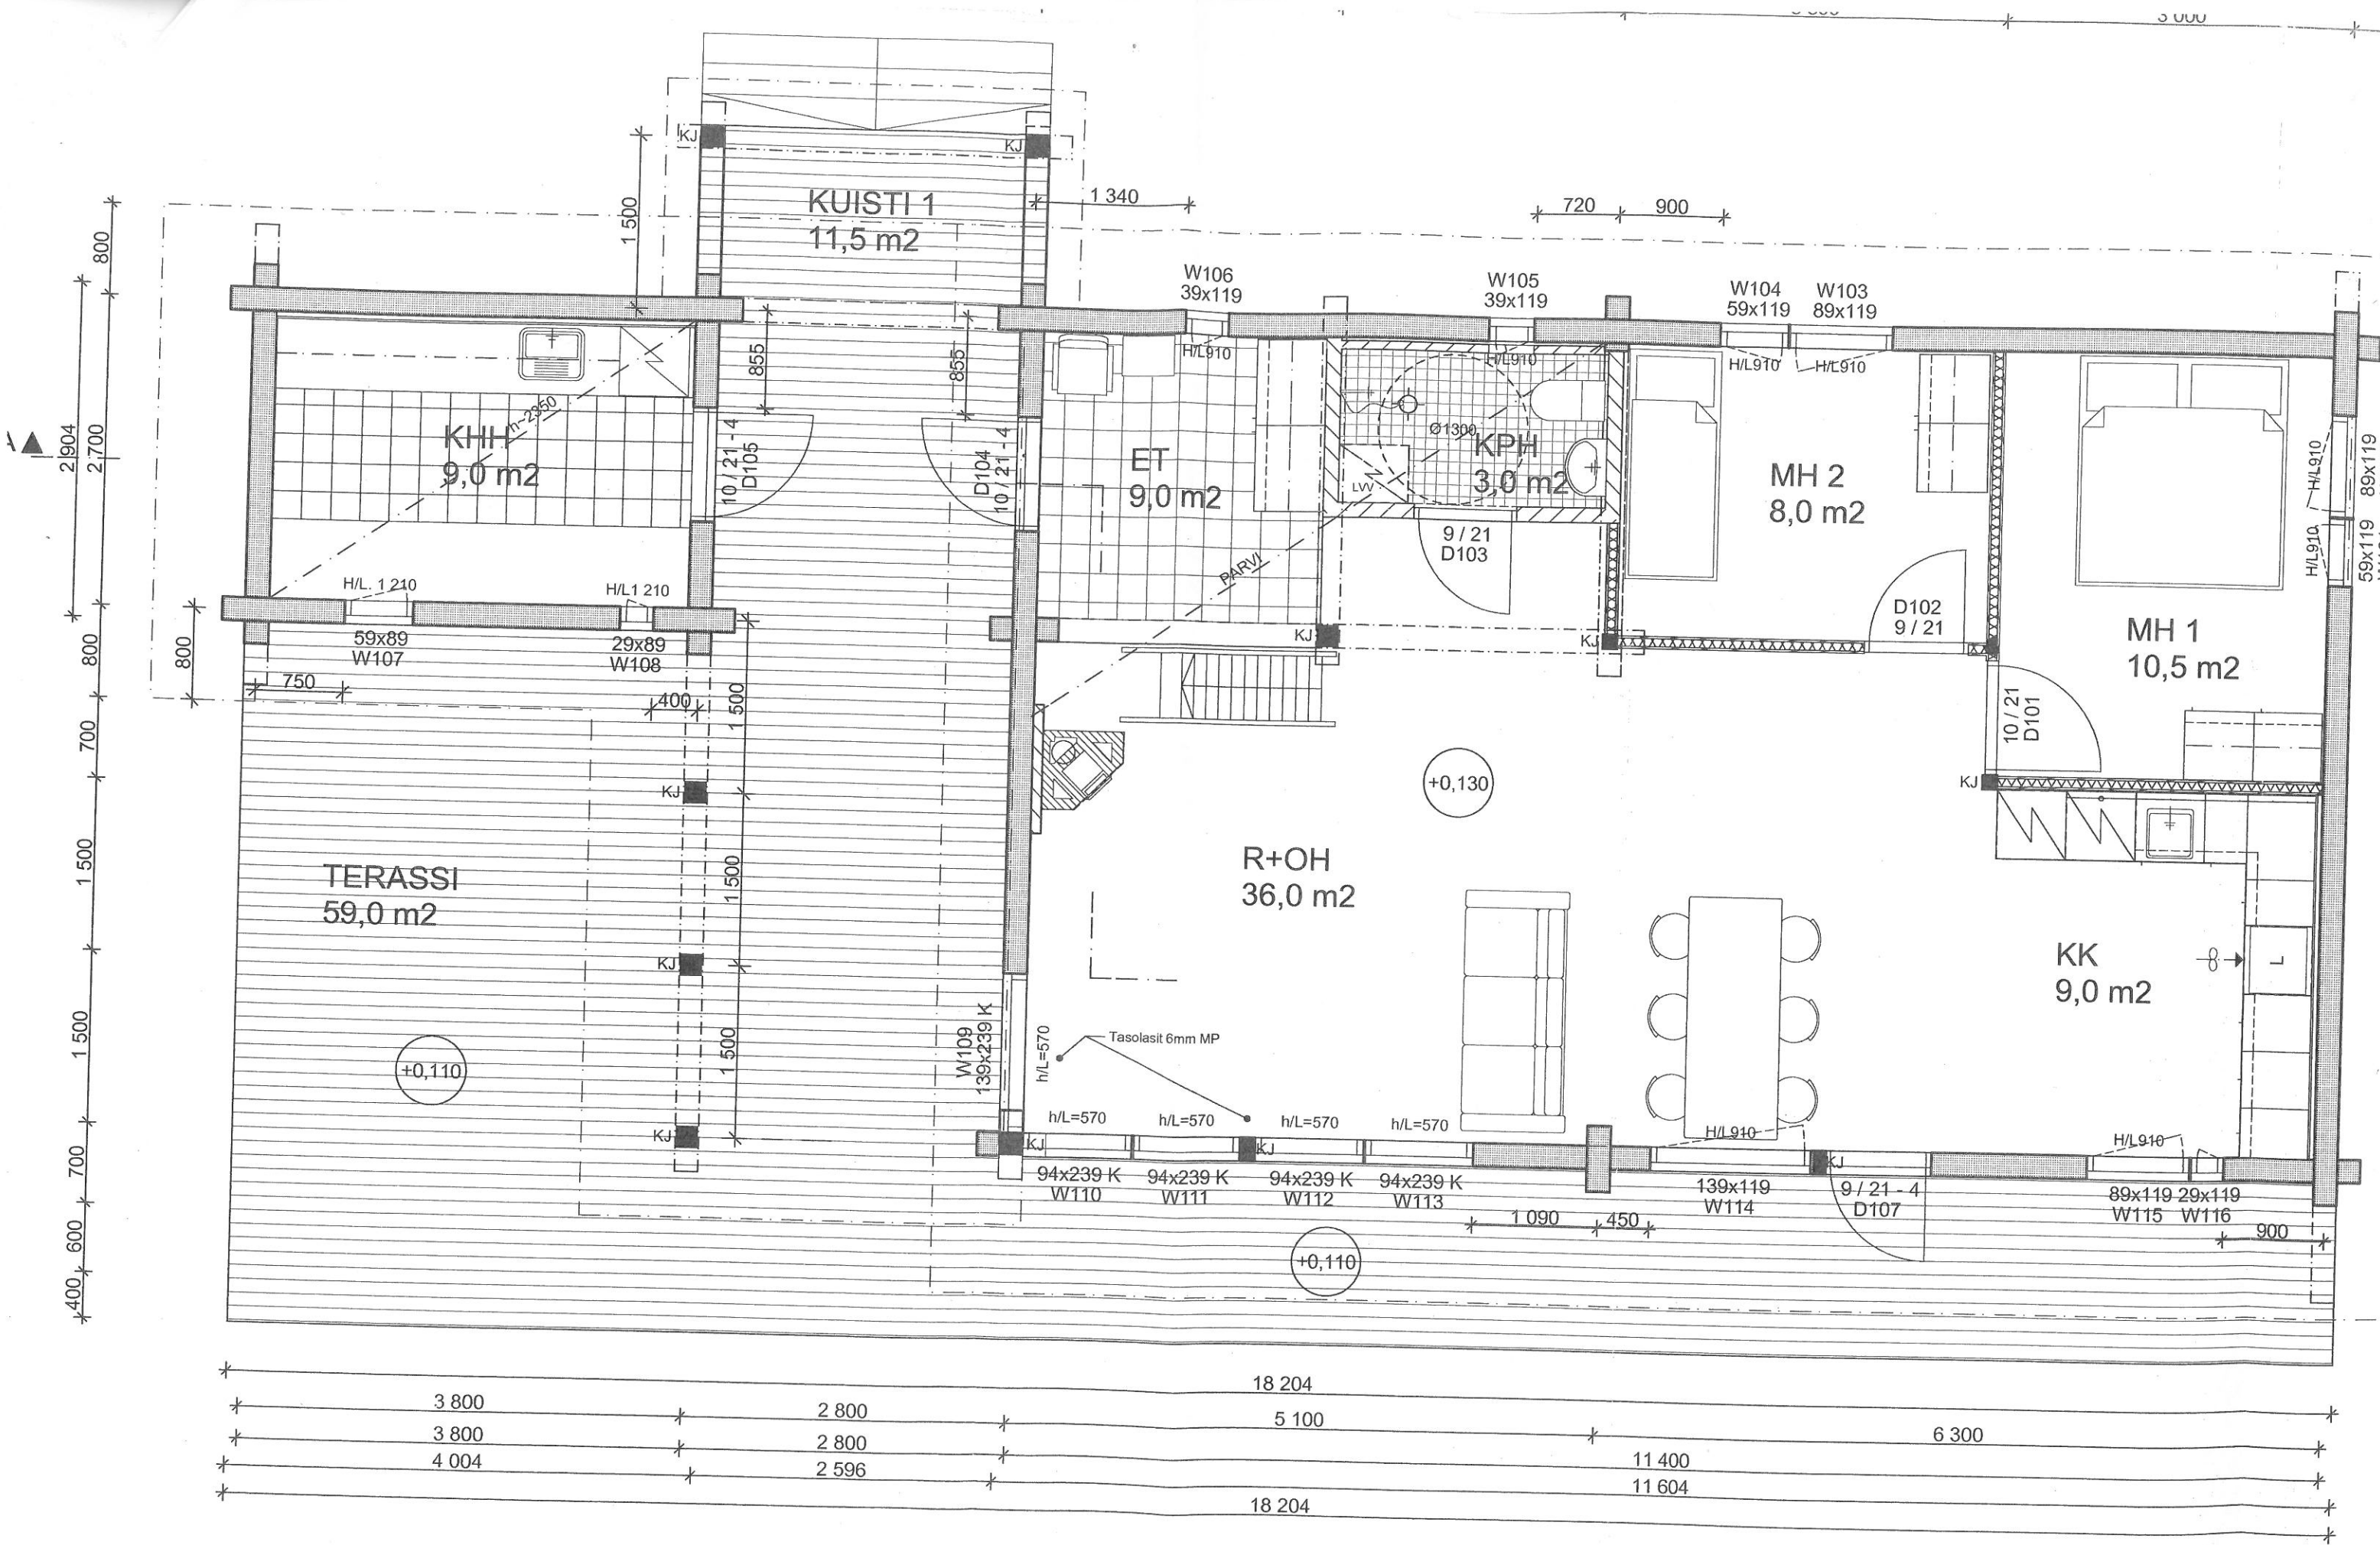 3 000
KJ
KJ
KUISTI 1
11,5 m2
1 500
1 340
720
900
800
W106
39x119
W105
39x119
W104
59x119
W103
89x119
H/L910
H/L910
H/L910
H/L910
855
855
h~2350
KHH
9,0 m2
2 904
2 700
10 / 21 - 4
D105
D104
10 / 21 - 4
ET
9,0 m2
Ø1300
KPH
3,0 m2
LVV
MH 2
8,0 m2
H/L910
89x119
H/L910
59x119
9 / 21
D103
PARVI
D102
9 / 21
MH 1
10,5 m2
H/L. 1 210
H/L1 210
59x89
W107
29x89
W108
KJ
KJ
800
800
750
400
1 500
10 / 21
D101
700
KJ
+0,130
KJ
1 500
TERASSI
59,0 m2
1 500
R+OH
36,0 m2
KK
9,0 m2
L
KJ
1 500
+0,110
1 500
W109
139x239 K
h/L=570
Tasolasit 6mm MP
h/L=570
h/L=570
h/L=570
h/L=570
KJ
KJ
KJ
H/L910
KJ
H/L910
700
94x239 K
W110
94x239 K
W111
94x239 K
W112
94x239 K
W113
139x119
W114
9 / 21 - 4
D107
89x119
W115
29x119
W116
1 090
450
900
600
+0,110
400
18 204
3 800
2 800
5 100
6 300
3 800
2 800
11 400
4 004
2 596
11 604
18 204